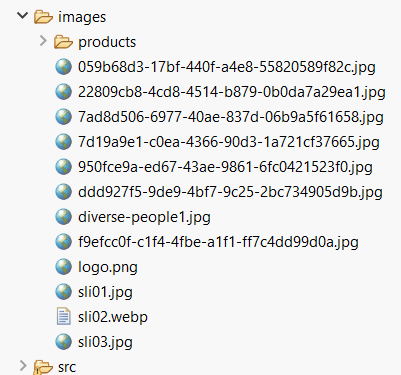 images
products
059b68d3-17bf-440f-a4e8-55820589f82c.jpg
22809cb8-4cd8-4514-b879-0b0da7a29ea1.jpg
7ad8d506-6977-40ae-837d-06b9a5f61658.jpg
7d19a9e1-c0ea-4366-90d3-1a721cf37665.jpg
950fce9a-ed67-43ae-9861-6fc0421523f0.jpg
ddd927f5-9de9-4bf7-9c25-2bc734905d9b.jpg
diverse-people1.jpg
f9efcc0f-c1f4-4fbe-a1f1-ff7c4dd99d0a.jpg
logo.png
sli01.jpg
sli02.webp
sli03.jpg
src